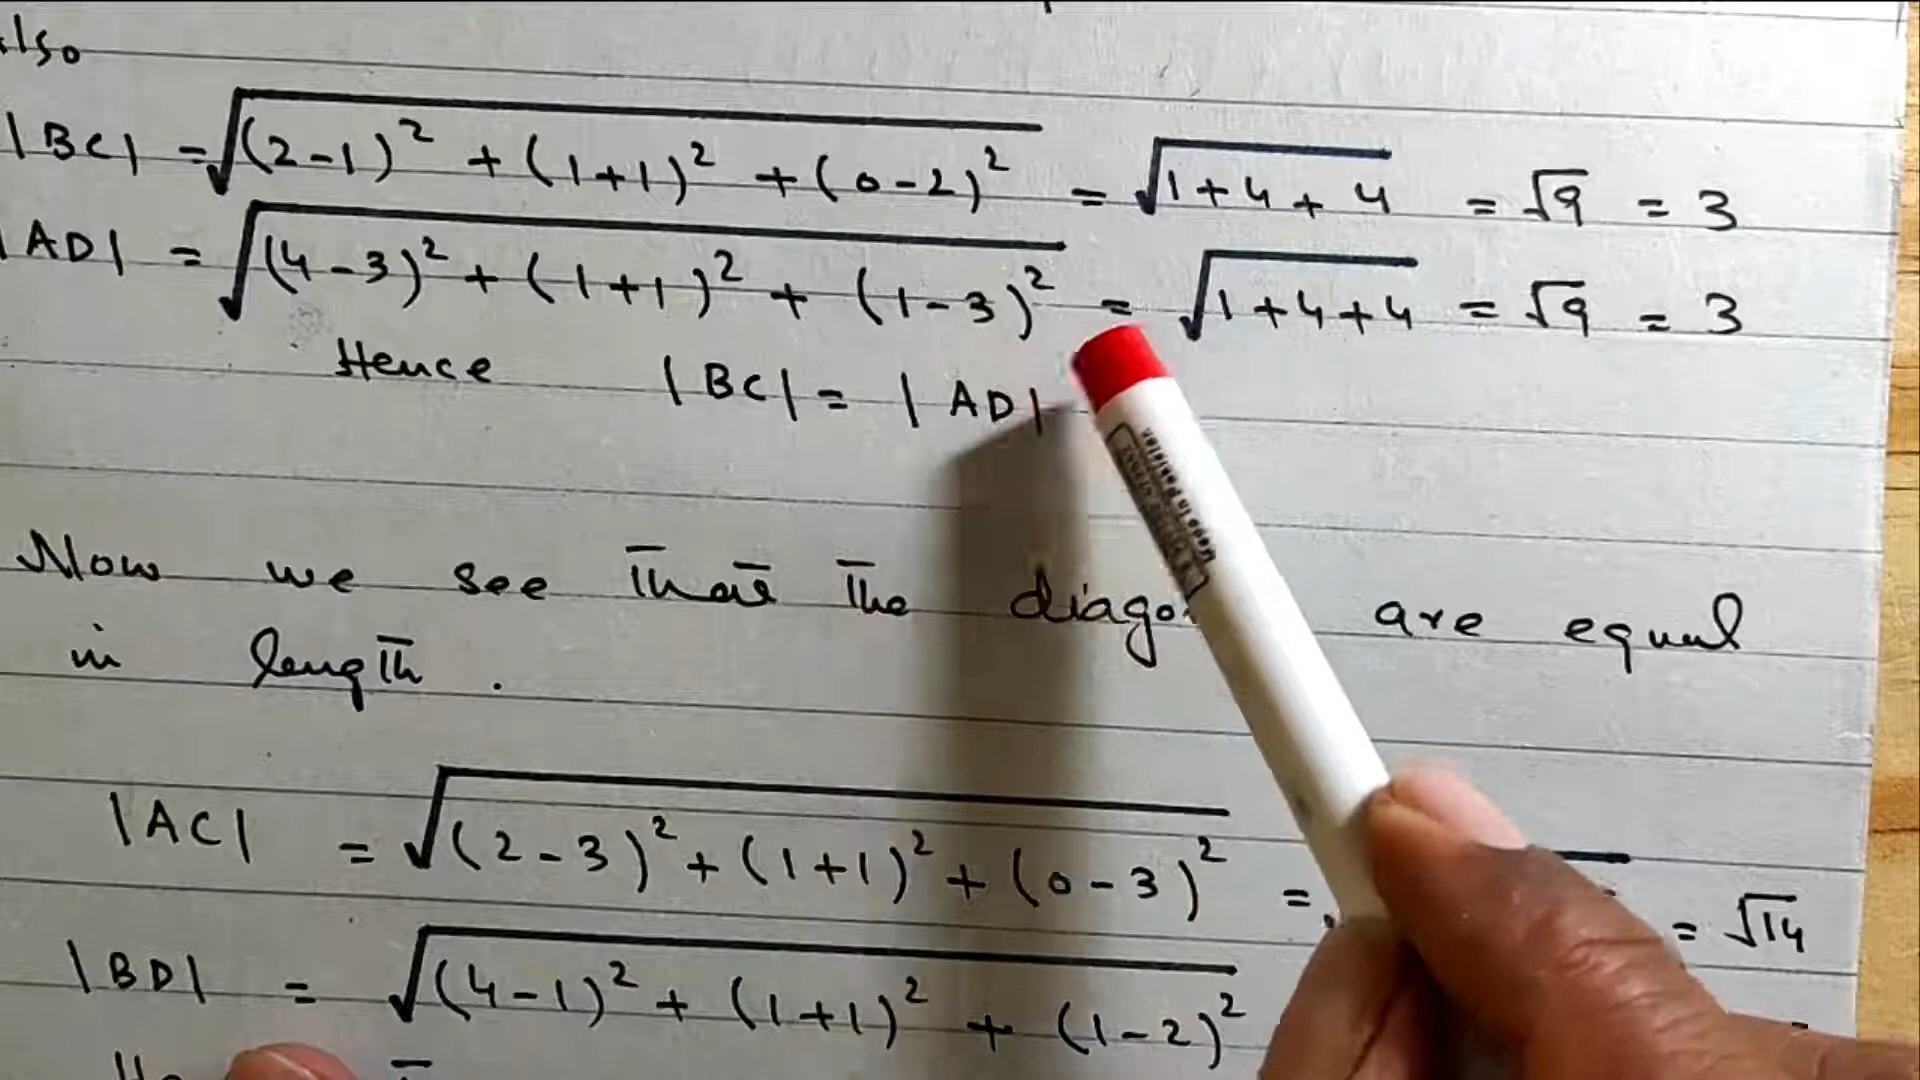 Also
|BC| = √(2-1)² + (1+1)² + (0-2)² = √1+4+4 = √9 = 3
|AD| = √(4-3)² + (1+1)² + (1-3)² = √1+4+4 = √9 = 3
Hence |BC| = |AD|
Now we see that the are equal
in length.
|AC| = √(2-3)² + (1+1)² + (0-3)² = = √14
|BD| = √(4-1)² + (1+1)² + (1-2)²